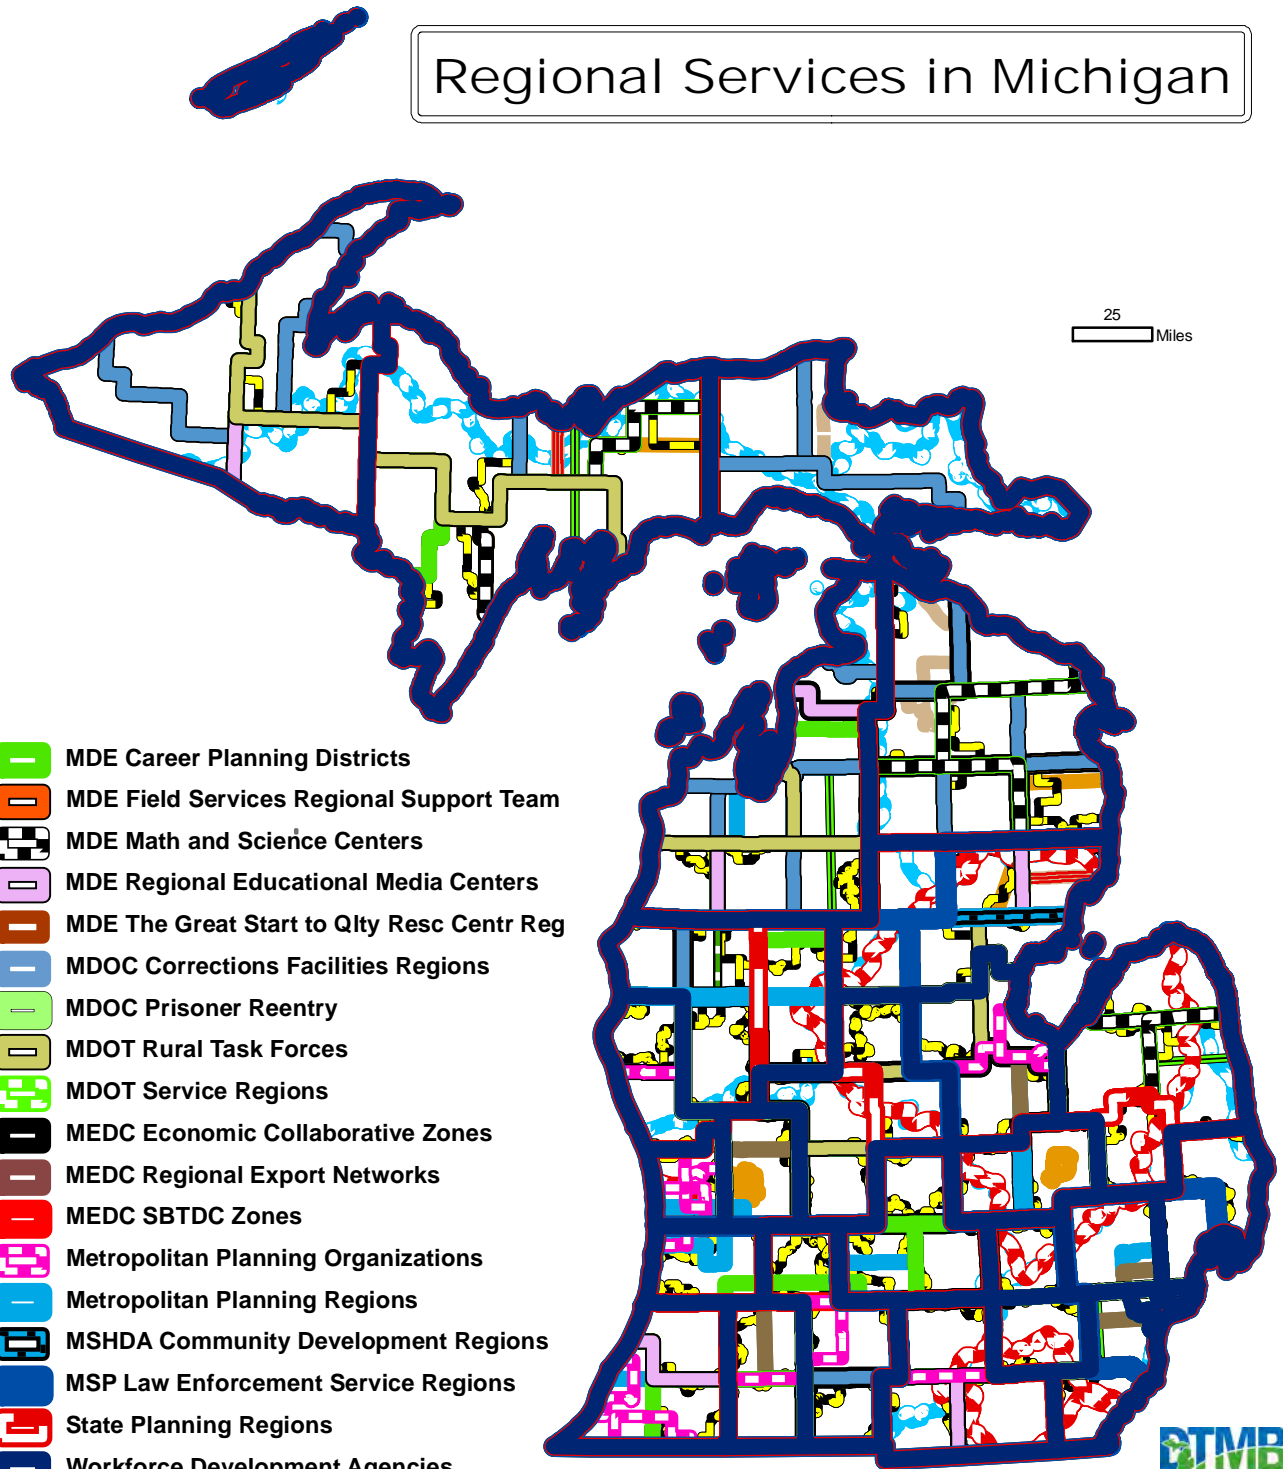 Regional Services in Michigan
25
Miles
MDE Career Planning Districts
MDE Field Services Regional Support Team
MDE Math and Science Centers
MDE Regional Educational Media Centers
MDE The Great Start to Qlty Resc Centr Reg
MDOC Corrections Facilities Regions
MDOC Prisoner Reentry
MDOT Rural Task Forces
MDOT Service Regions
MEDC Economic Collaborative Zones
MEDC Regional Export Networks
MEDC SBTDC Zones
Metropolitan Planning Organizations
Metropolitan Planning Regions
MSHDA Community Development Regions
MSP Law Enforcement Service Regions
State Planning Regions
Workforce Development Agencies
DTMB